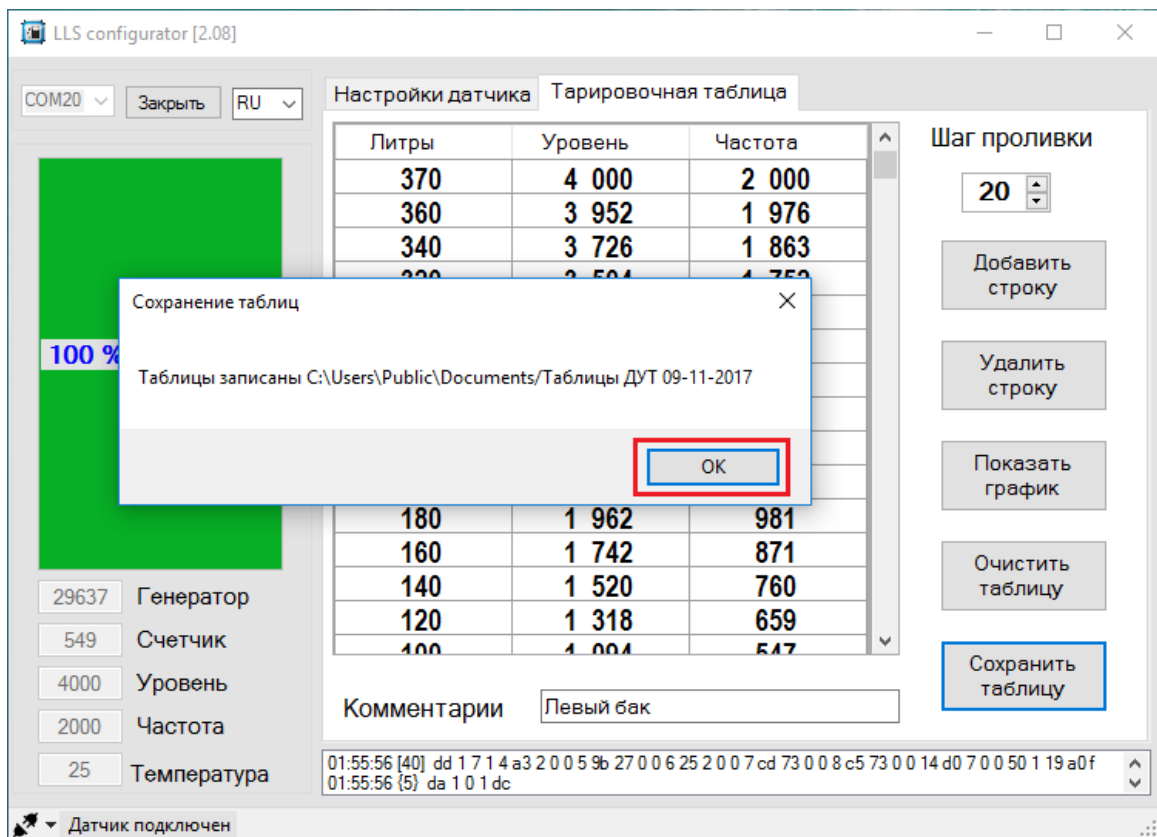 LLS configurator [2.08]
COM20 Закрыть RU
Настройки датчика Тарировочная таблица
Литры Уровень Частота
370 4 000 2 000
360 3 952 1 976
340 3 726 1 863
Шаг проливки
20
Добавить
строку
Удалить
строку
Показать
график
Очистить
таблицу
Сохранить
таблицу
100 %
Сохранение таблиц
Таблицы записаны C:\Users\Public\Documents/Таблицы ДУТ 09-11-2017
OK
180 1 962 981
160 1 742 871
140 1 520 760
120 1 318 659
100 1 094 547
29637 Генератор
549 Счетчик
4000 Уровень
2000 Частота
25 Температура
Комментарии Левый бак
01:55:56 [40] dd 1 7 1 4 a3 2 0 0 5 9b 27 0 0 6 25 2 0 0 7 cd 73 0 0 8 c5 73 0 0 14 d0 7 0 0 50 1 19 a0 f
01:55:56 {5} da 1 0 1 dc
Датчик подключен